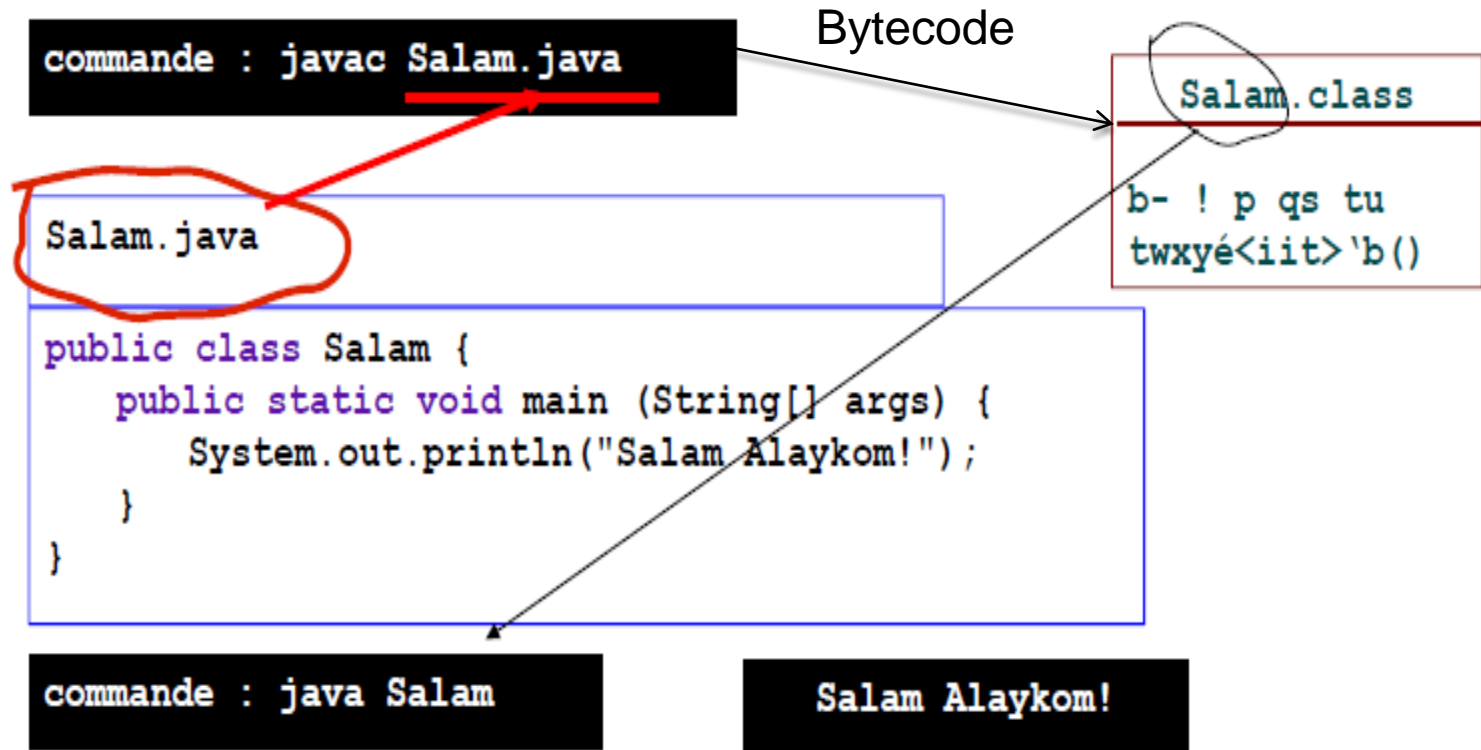 commande : javac Salam.java
Bytecode
Salam.class
b- ! p qs tu
twxyé<iit>`b()
Salam.java
public class Salam {
public static void main (String[] args) {
System.out.println("Salam Alaykom!");
}
}
commande : java Salam
Salam Alaykom!